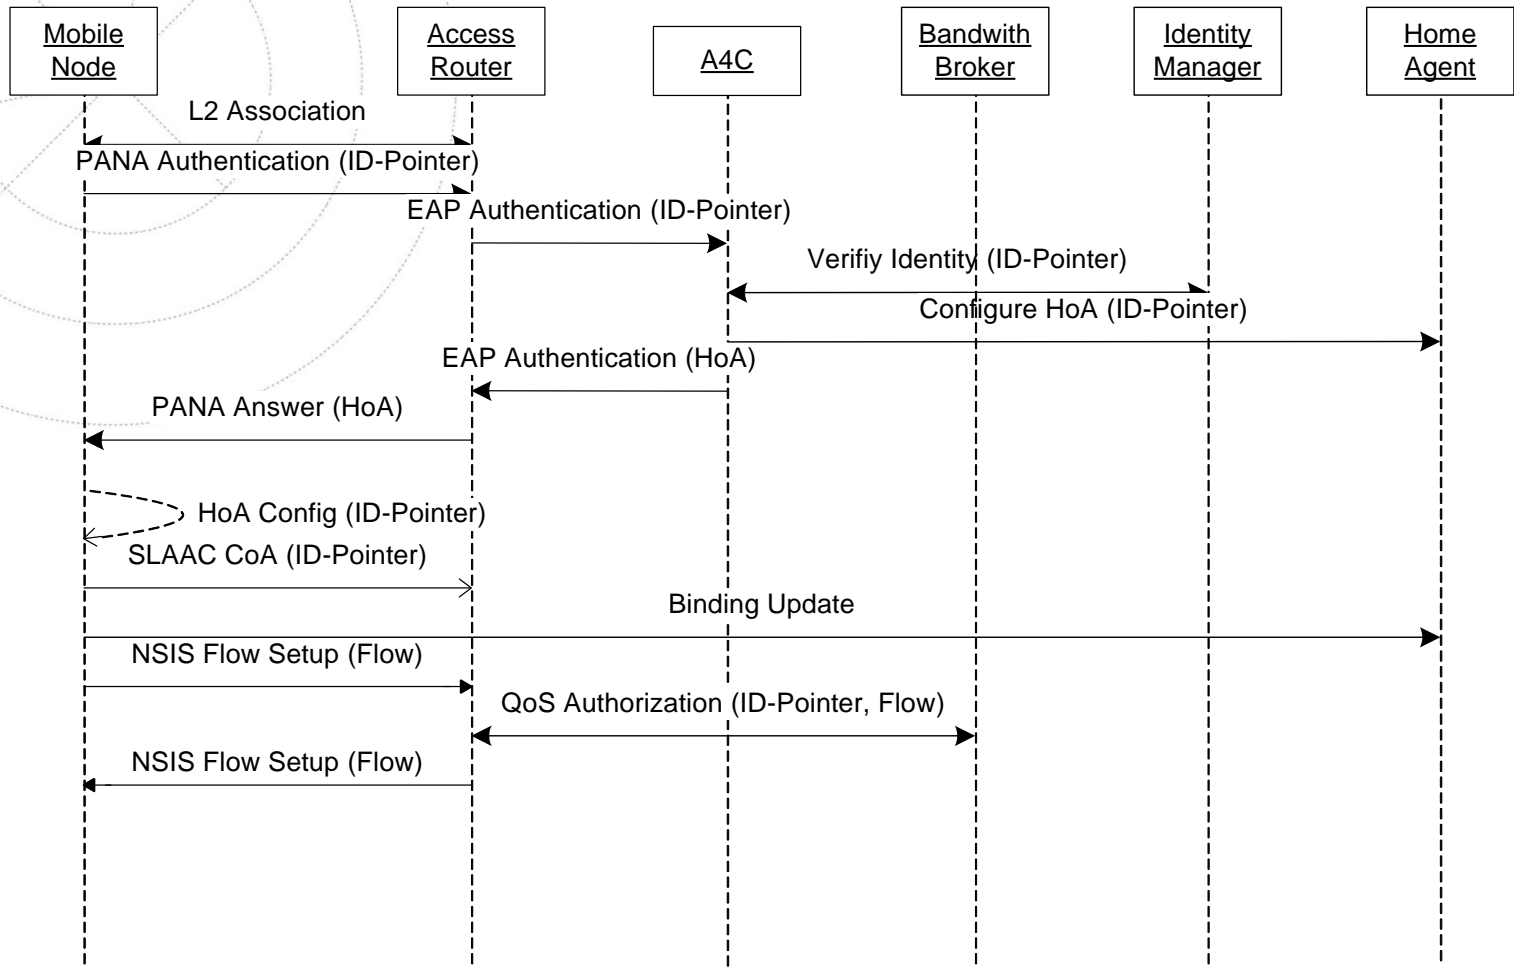 Mobile
Node
Access
Router
A4C
Bandwith
Broker
Identity
Manager
Home
Agent
L2 Association
PANA Authentication (ID-Pointer)
EAP Authentication (ID-Pointer)
Verifiy Identity (ID-Pointer)
Configure HoA (ID-Pointer)
EAP Authentication (HoA)
PANA Answer (HoA)
HoA Config (ID-Pointer)
SLAAC CoA (ID-Pointer)
Binding Update
NSIS Flow Setup (Flow)
QoS Authorization (ID-Pointer, Flow)
NSIS Flow Setup (Flow)